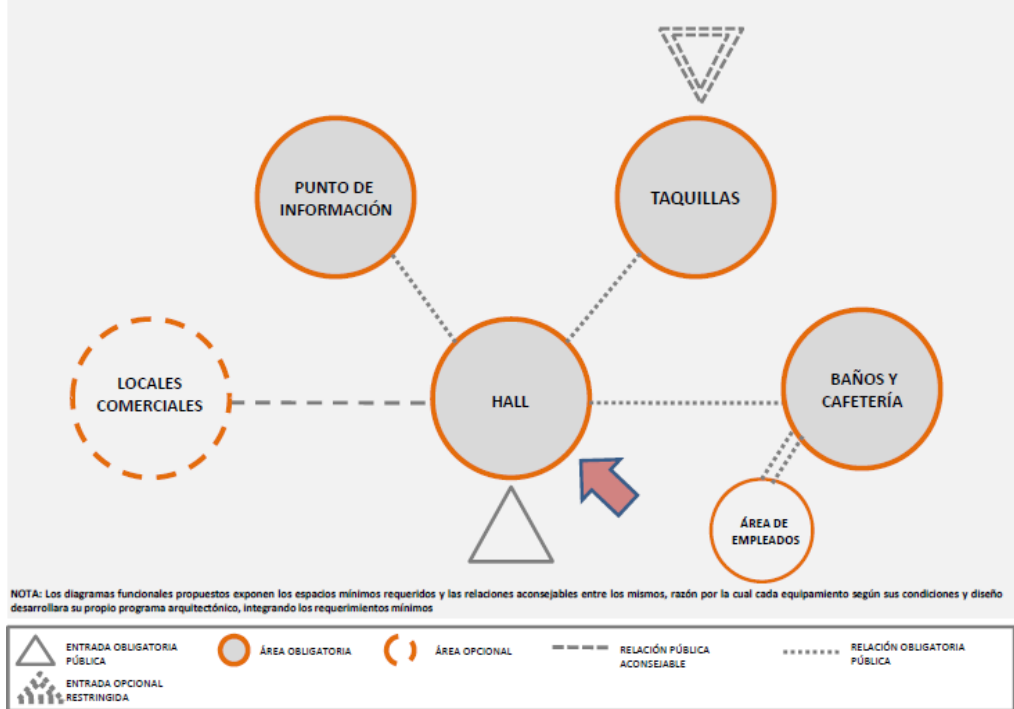 PUNTO DE
INFORMACIÓN
TAQUILLAS
LOCALES
COMERCIALES
HALL
BAÑOS Y
CAFETERÍA
ÁREA DE
EMPLEADOS
NOTA: Los diagramas funcionales propuestos exponen los espacios mínimos requeridos y las relaciones aconsejables entre los mismos, razón por la cual cada equipamiento según sus condiciones y diseño
desarrollara su propio programa arquitectónico, integrando los requerimientos mínimos
ENTRADA OBLIGATORIA
PÚBLICA
ÁREA OBLIGATORIA
ÁREA OPCIONAL
RELACIÓN PÚBLICA
ACONSEJABLE
RELACIÓN OBLIGATORIA
PÚBLICA
ENTRADA OPCIONAL
RESTRINGIDA